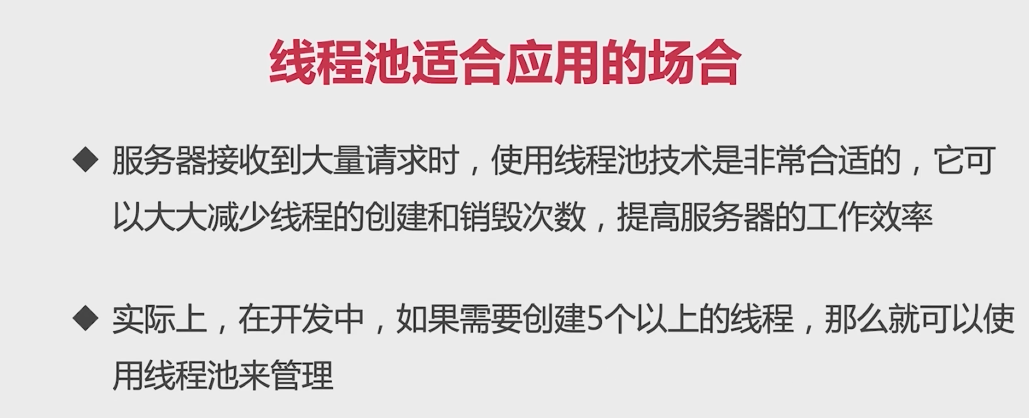 线程池适合应用的场合
◆ 服务器接收到大量请求时，使用线程池技术是非常合适的，它可
以大大减少线程的创建和销毁次数，提高服务器的工作效率
◆ 实际上，在开发中，如果需要创建5个以上的线程，那么就可以使
用线程池来管理